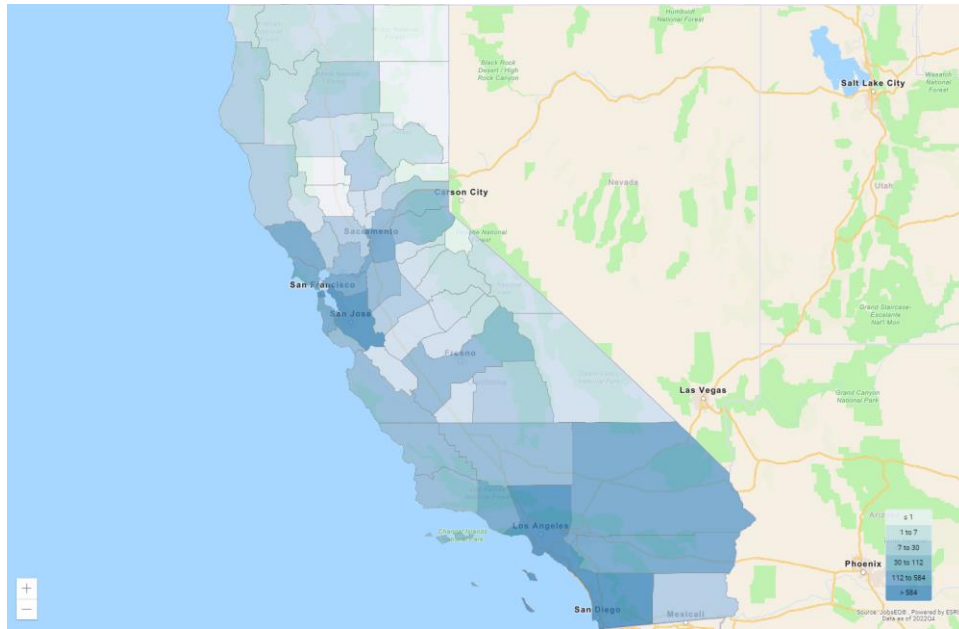 Humboldt
National Forest
Black Rock
Desert / High
Rock Canyon
Salt Lake City
Wasatch
National
Forest
Carson City
Nevada
Utah
Sacramento
San Francisco
San Jose
Fresno
Grand Staircase-
Escalante
Nat'l Mon
Las Vegas
Grand Canyon
National Park
Los Angeles
Channel Islands
San Diego
Mexicali
Phoenix
≤ 1
1 to 7
7 to 30
30 to 112
112 to 584
> 584
+
−
Source: JobsEQ®. Powered by ESRI
Data as of 2022Q4